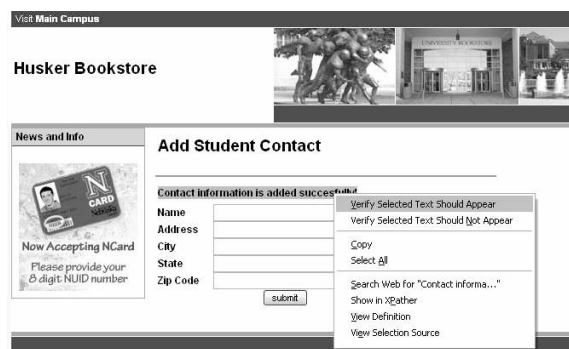 Visit Main Campus
Husker Bookstore
UNIVERSITY BOOKSTORE
News and Info
N
CARD
Nebraska
Now Accepting NCard
Please provide your
8 digit NUID number
Add Student Contact
Contact information is added succesfully!
Name
Address
City
State
Zip Code
submit
Verify Selected Text Should Appear
Verify Selected Text Should Not Appear
Copy
Select All
Search Web for "Contact informa..."
Show in XPather
View Definition
View Selection Source